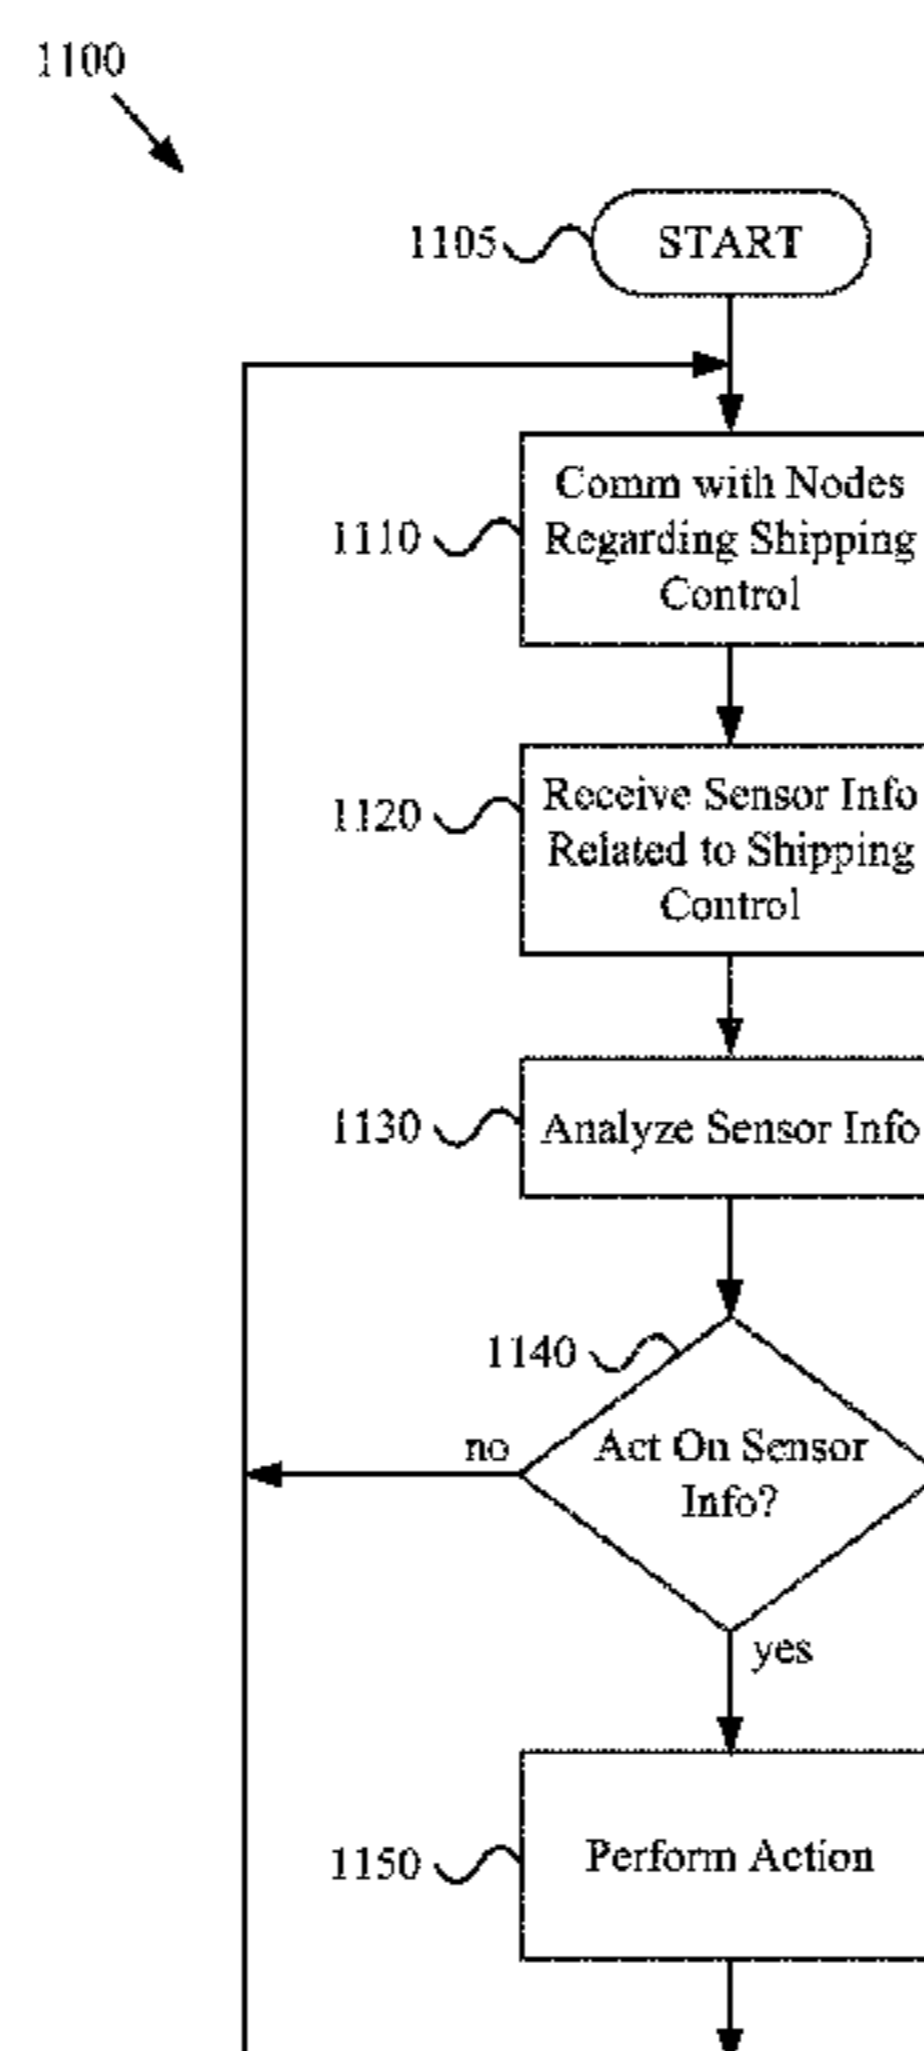 1100
1105
START
1110
Comm with Nodes
Regarding Shipping
Control
1120
Receive Sensor Info
Related to Shipping
Control
1130
Analyze Sensor Info
1140
no
Act On Sensor
Info?
yes
1150
Perform Action